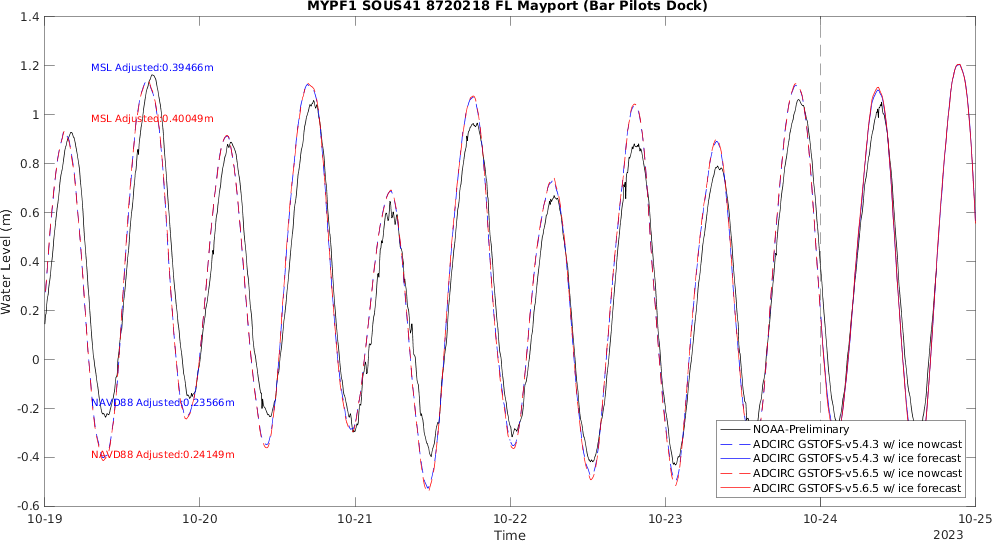 MYPF1 SOUS41 8720218 FL Mayport (Bar Pilots Dock)
1.4
1.2
1
0.8
0.6
0.4
0.2
0
-0.2
-0.4
-0.6
Water Level (m)
MSL Adjusted:0.39466m
MSL Adjusted:0.40049m
NAVD88 Adjusted:0.23566m
NAVD88 Adjusted:0.24149m
NOAA-Preliminary
ADCIRC GSTOFS-v5.4.3 w/ ice nowcast
ADCIRC GSTOFS-v5.4.3 w/ ice forecast
ADCIRC GSTOFS-v5.6.5 w/ ice nowcast
ADCIRC GSTOFS-v5.6.5 w/ ice forecast
10-19 10-20 10-21 10-22 10-23 10-24 10-25
Time
2023